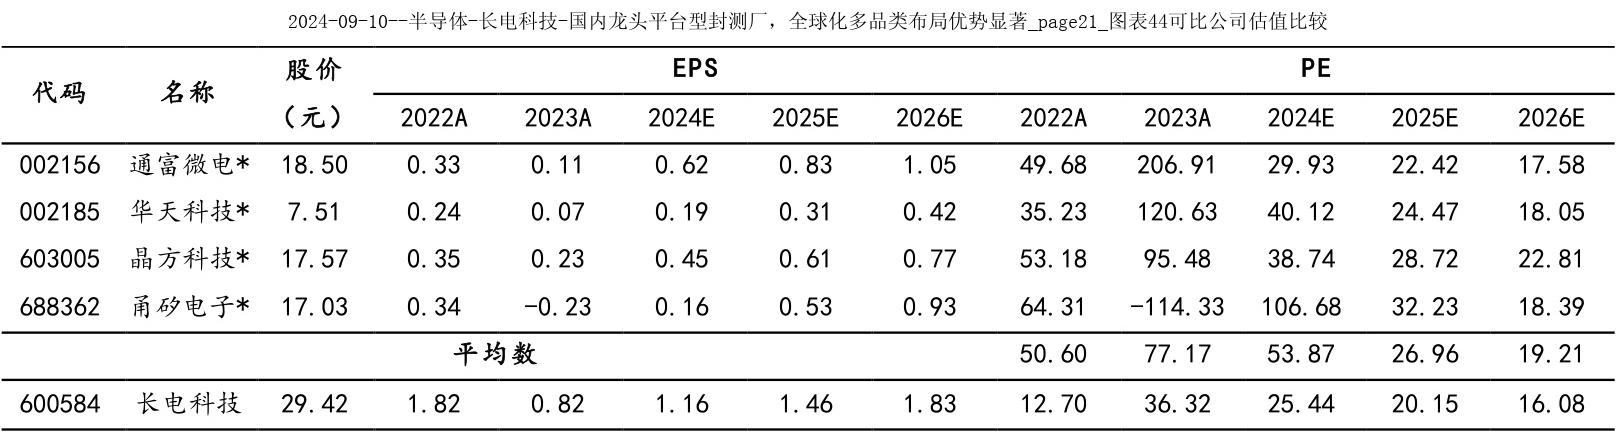 2024-09-10--半导体-长电科技-国内龙头平台型封测厂，全球化多品类布局优势显著_page21_图表44可比公司估值比较
代码 名称 股价（元） EPS PE
2022A 2023A 2024E 2025E 2026E 2022A 2023A 2024E 2025E 2026E
002156 通富微电* 18.50 0.33 0.11 0.62 0.83 1.05 49.68 206.91 29.93 22.42 17.58
002185 华天科技* 7.51 0.24 0.07 0.19 0.31 0.42 35.23 120.63 40.12 24.47 18.05
603005 晶方科技* 17.57 0.35 0.23 0.45 0.61 0.77 53.18 95.48 38.74 28.72 22.81
688362 甬矽电子* 17.03 0.34 -0.23 0.16 0.53 0.93 64.31 -114.33 106.68 32.23 18.39
平均数 50.60 77.17 53.87 26.96 19.21
600584 长电科技 29.42 1.82 0.82 1.16 1.46 1.83 12.70 36.32 25.44 20.15 16.08